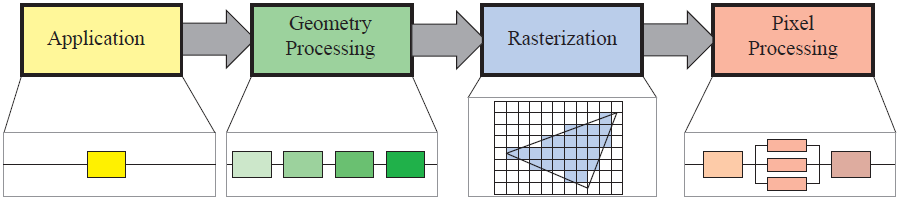 Application
Geometry
Processing
Rasterization
Pixel
Processing